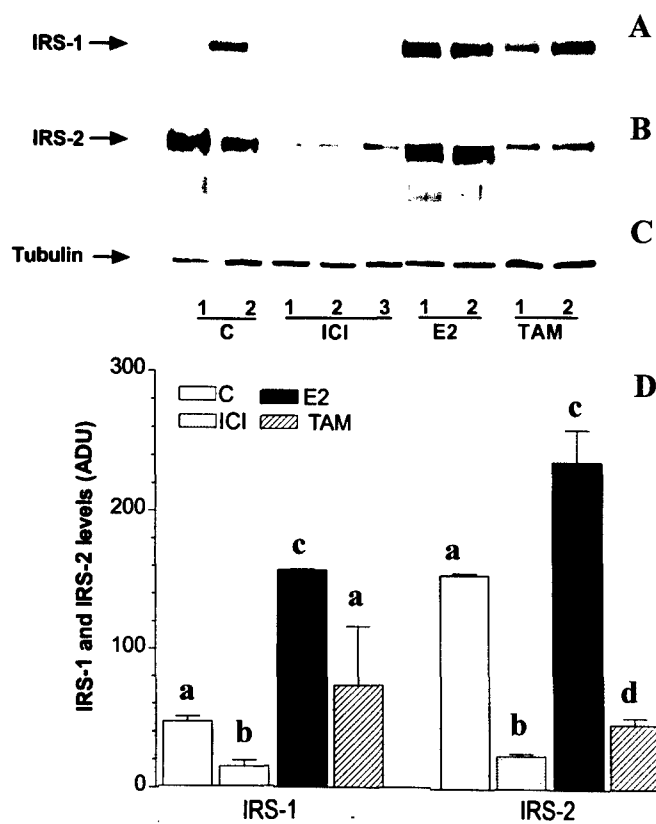 IRS-1 A
IRS-2 B
Tubulin C
1 2 1 2 3 1 2 1 2
C ICI E2 TAM
300 D
C E2
ICI TAM
c
200
c a
a
100
a d
b b
0
IRS-1 and IRS-2 levels (ADU)
IRS-1 IRS-2